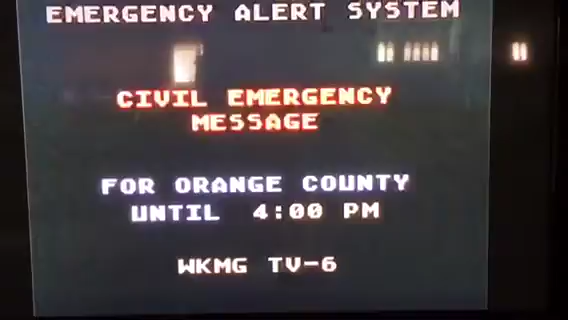 EMERGENCY ALERT SYSTEM
CIVIL EMERGENCY
MESSAGE
FOR ORANGE COUNTY
UNTIL 4:00 PM
WKMG TV-6